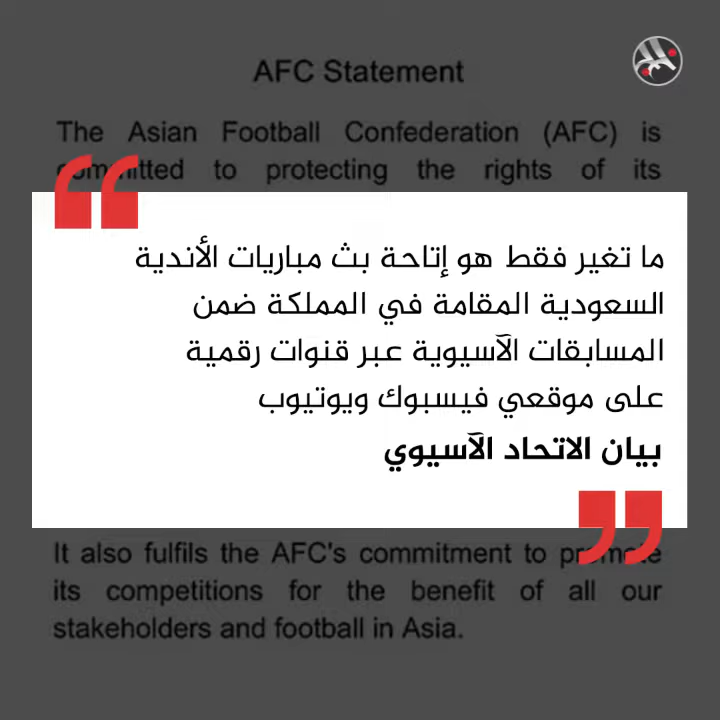 AFC Statement
The Asian Football Confederation (AFC) is
committed to protecting the rights of its
ما تغير فقط هو إتاحة بث مباريات الأندية
السعودية المقامة في المملكة ضمن
المسابقات الآسيوية عبر قنوات رقمية
على موقعي فيسبوك ويوتيوب
بيان الاتحاد الآسيوي
It also fulfils the AFC's commitment to promote
its competitions for the benefit of all our
stakeholders and football in Asia.